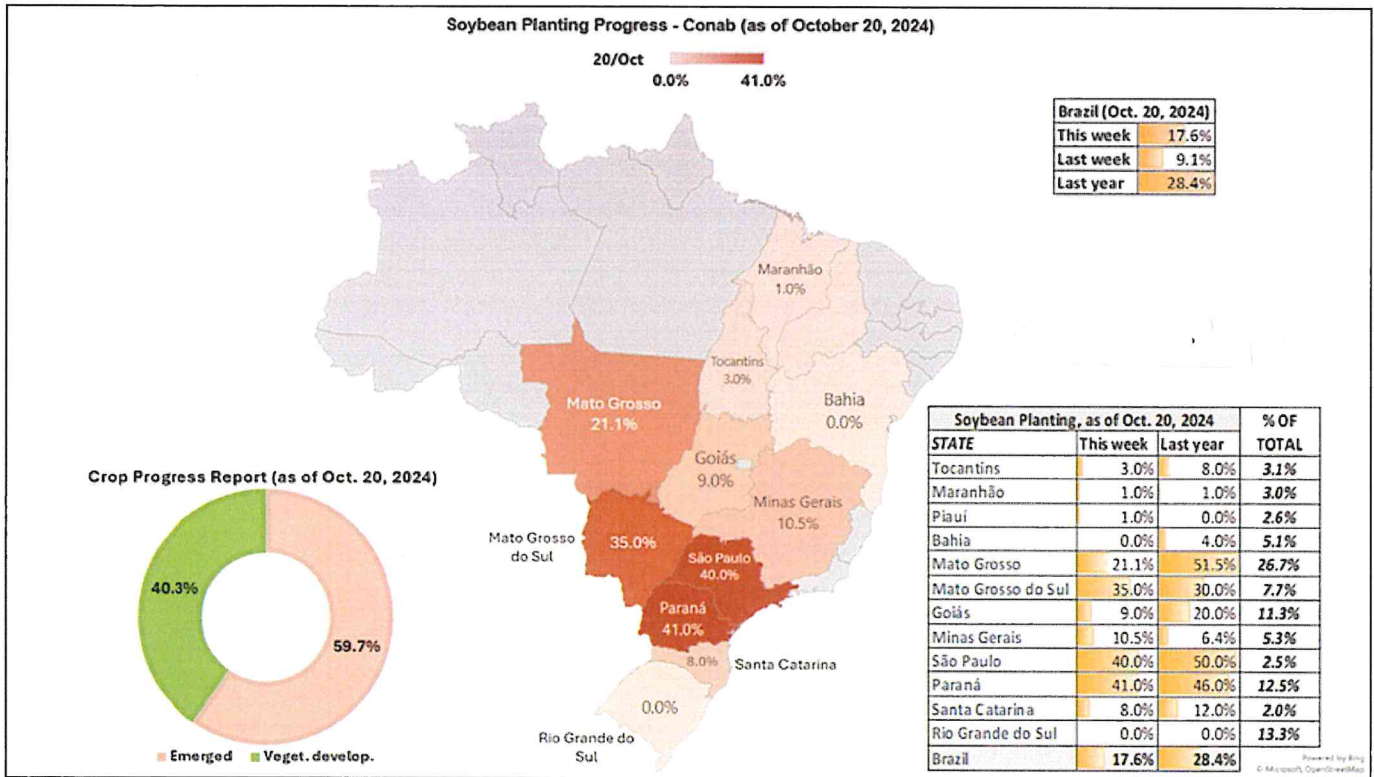 Soybean Planting Progress - Conab (as of October 20, 2024)
20/Oct
0.0% 41.0%
Brazil (Oct. 20, 2024)
This week 17.6%
Last week 9.1%
Last year 28.4%
Maranhão
1.0%
Tocantins
3.0%
Bahia
0.0%
Mato Grosso
21.1%
Goiás
9.0%
Minas Gerais
10.5%
Mato Grosso
do Sul
35.0%
São Paulo
40.0%
Paraná
41.0%
8.0%
Santa Catarina
0.0%
Rio Grande do
Sul
Crop Progress Report (as of Oct. 20, 2024)
40.3%
59.7%
Emerged Veget. develop.
Soybean Planting, as of Oct. 20, 2024 % OF
STATE This week Last year TOTAL
Tocantins 3.0% 8.0% 3.1%
Maranhão 1.0% 1.0% 3.0%
Piauí 1.0% 0.0% 2.6%
Bahia 0.0% 4.0% 5.1%
Mato Grosso 21.1% 51.5% 26.7%
Mato Grosso do Sul 35.0% 30.0% 7.7%
Goiás 9.0% 20.0% 11.3%
Minas Gerais 10.5% 6.4% 5.3%
São Paulo 40.0% 50.0% 2.5%
Paraná 41.0% 46.0% 12.5%
Santa Catarina 8.0% 12.0% 2.0%
Rio Grande do Sul 0.0% 0.0% 13.3%
Brazil 17.6% 28.4%
Powered by Bing
© Microsoft, OpenStreetMap